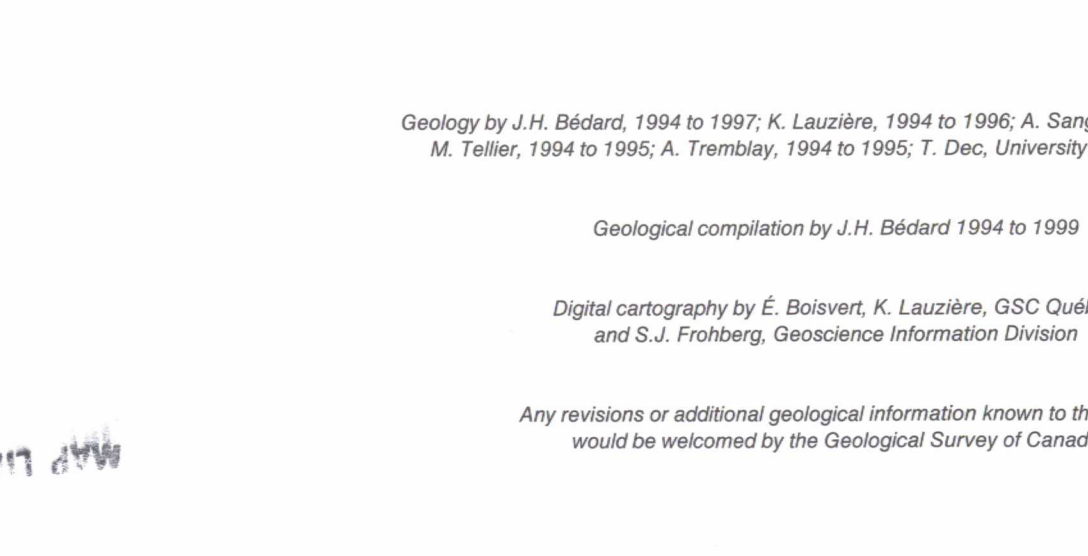 Geology by J.H. Bédard, 1994 to 1997; K. Lauzière, 1994 to 1996; A. Sang
M. Tellier, 1994 to 1995; A. Tremblay, 1994 to 1995; T. Dec, University
Geological compilation by J.H. Bédard 1994 to 1999
Digital cartography by É. Boisvert, K. Lauzière, GSC Qué
and S.J. Frohberg, Geoscience Information Division
Any revisions or additional geological information known to th
would be welcomed by the Geological Survey of Canad
MAP